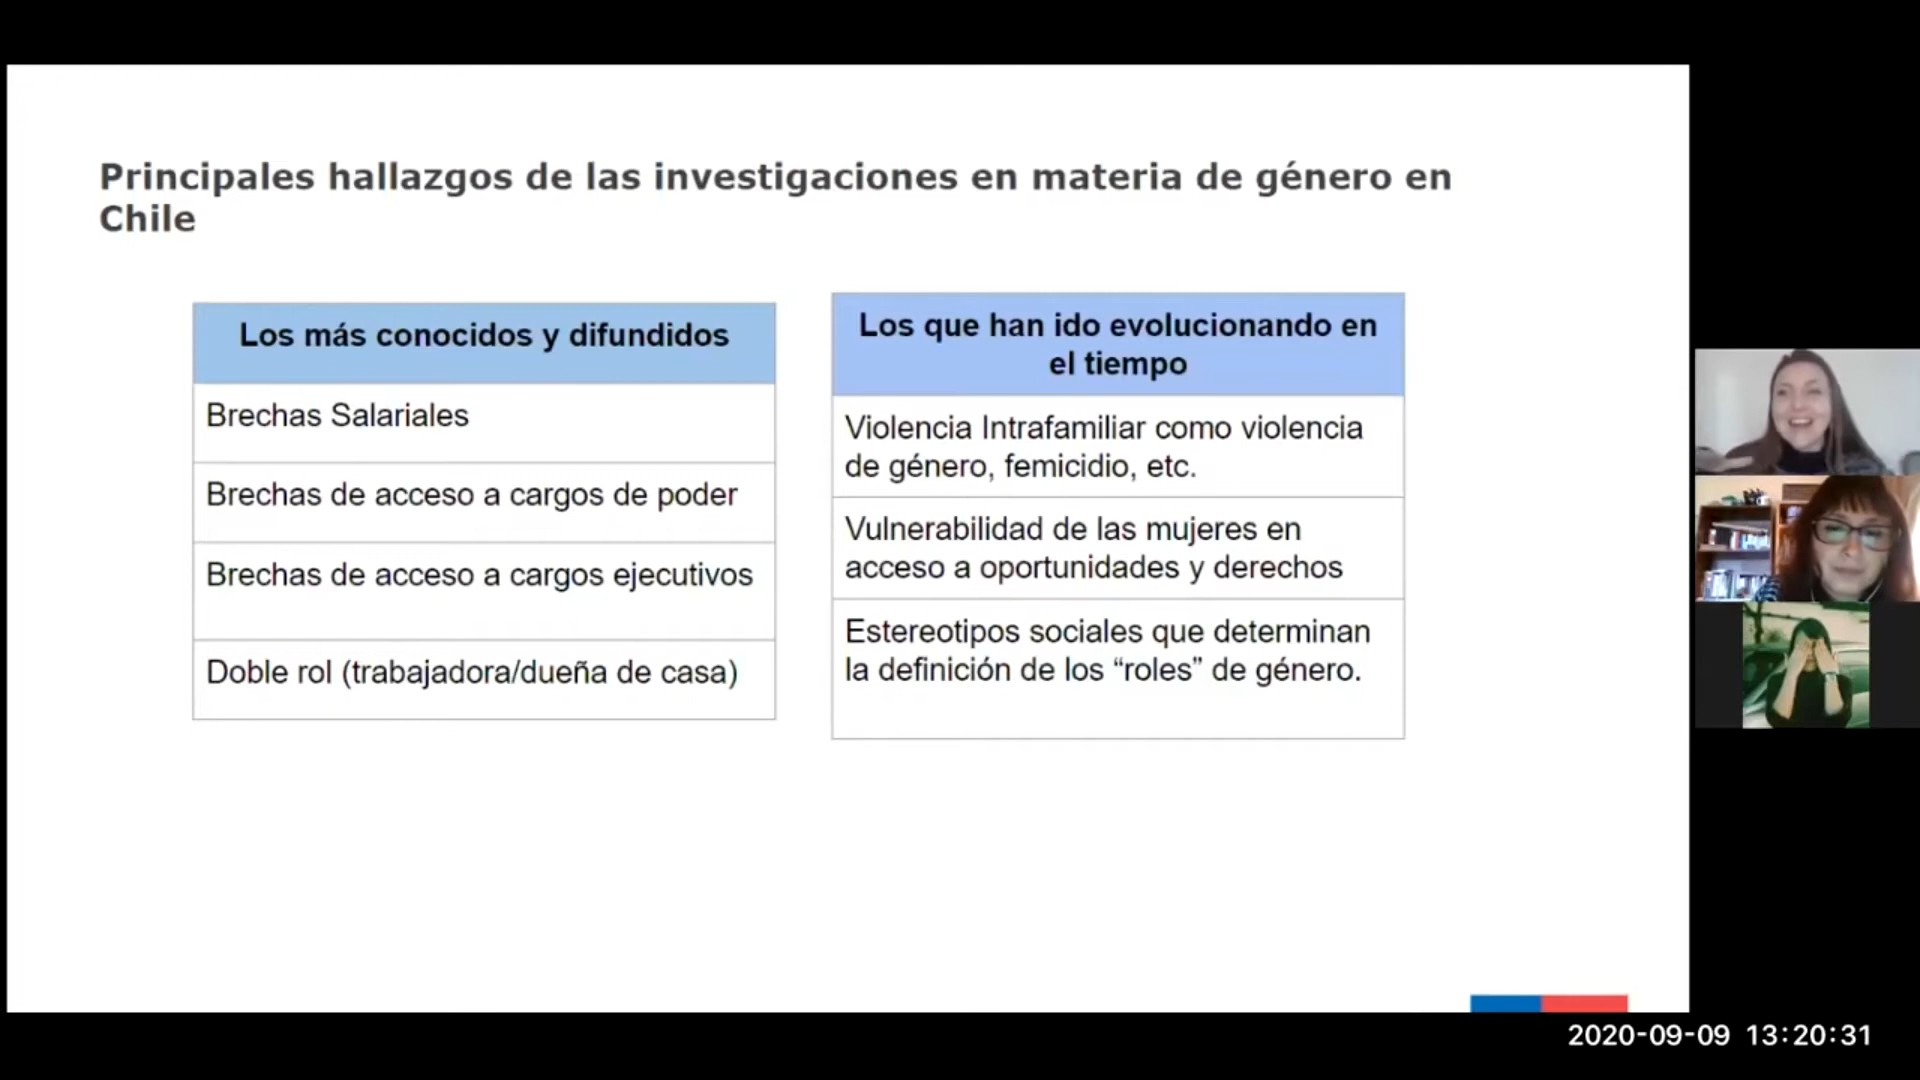 Principales hallazgos de las investigaciones en materia de género en
Chile
Los más conocidos y difundidos
Brechas Salariales
Brechas de acceso a cargos de poder
Brechas de acceso a cargos ejecutivos
Doble rol (trabajadora/dueña de casa)
Los que han ido evolucionando en
el tiempo
Violencia Intrafamiliar como violencia
de género, femicidio, etc.
Vulnerabilidad de las mujeres en
acceso a oportunidades y derechos
Estereotipos sociales que determinan
la definición de los “roles” de género.
2020-09-09 13:20:31